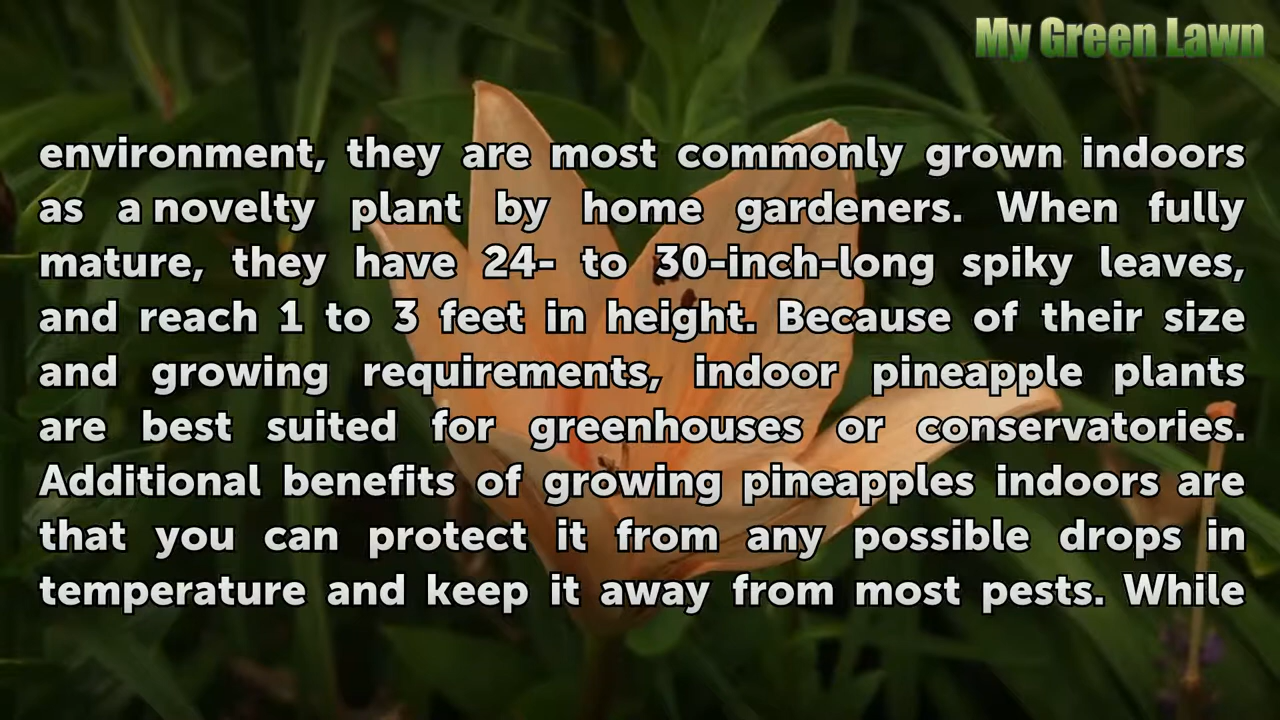 My Green Lawn
environment, they are most commonly grown indoors
as a novelty plant by home gardeners. When fully
mature, they have 24- to 30-inch-long spiky leaves,
and reach 1 to 3 feet in height. Because of their size
and growing requirements, indoor pineapple plants
are best suited for greenhouses or conservatories.
Additional benefits of growing pineapples indoors are
that you can protect it from any possible drops in
temperature and keep it away from most pests. While